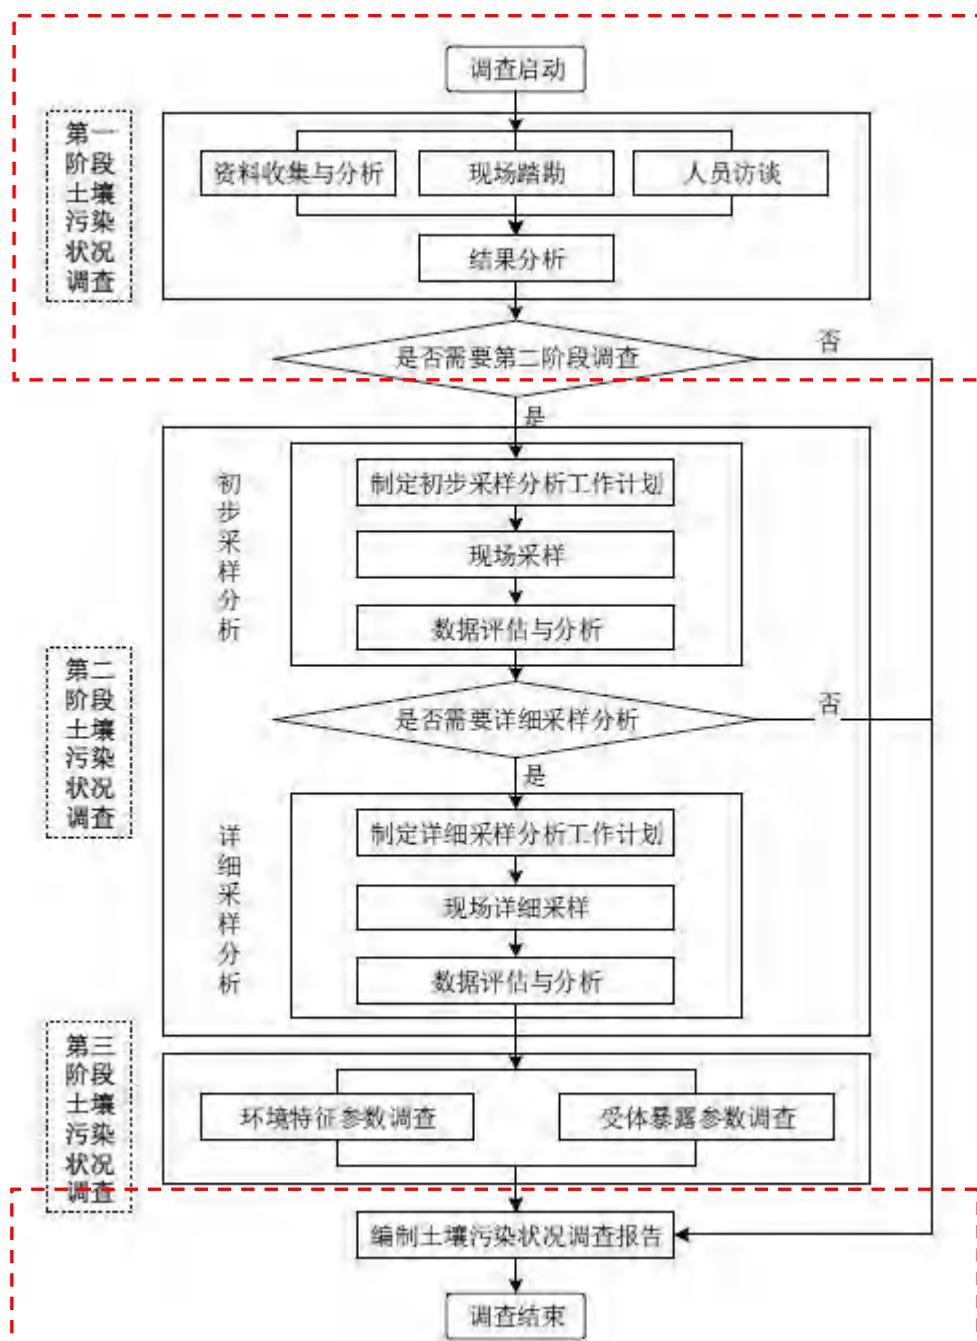 调查启动
第一
阶段
土壤
污染
状况
调查
资料收集与分析
现场踏勘
人员访谈
结果分析
是否需要第二阶段调查
否
是
初
步
采
样
分
析
制定初步采样分析工作计划
现场采样
数据评估与分析
第二
阶段
土壤
污染
状况
调查
是否需要详细采样分析
否
是
详
细
采
样
分
析
制定详细采样分析工作计划
现场详细采样
数据评估与分析
第三
阶段
土壤
污染
状况
调查
环境特征参数调查
受体暴露参数调查
编制土壤污染状况调查报告
调查结束